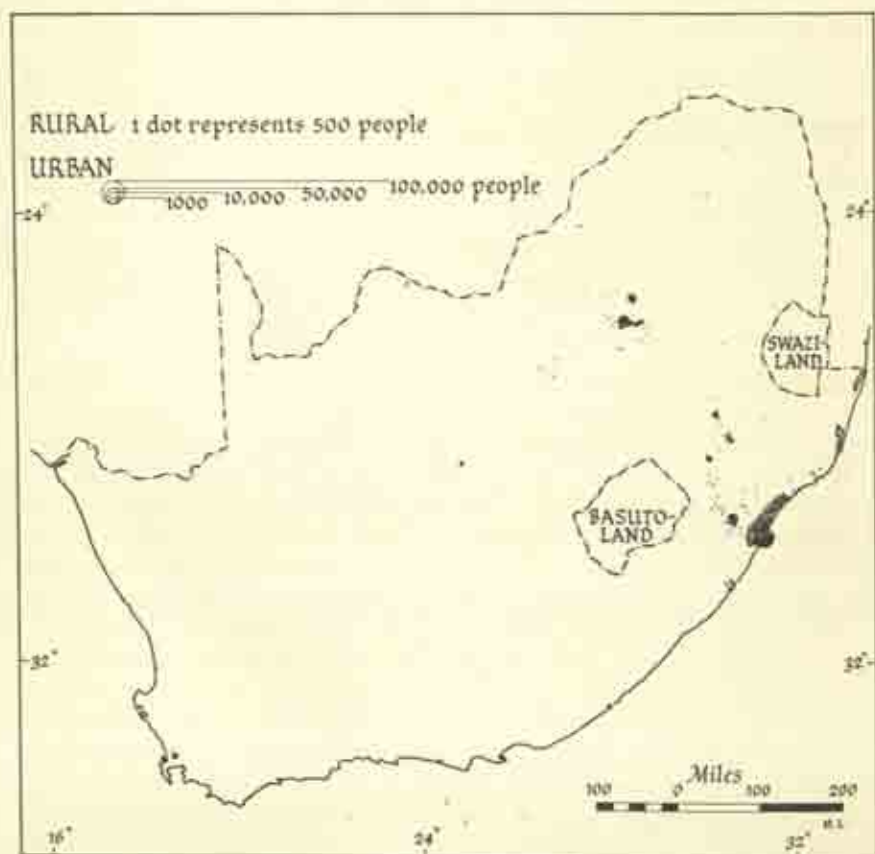 RURAL 1 dot represents 500 people
URBAN
1000 10,000 50,000 100,000 people
24° 24°
SWAZI-
LAND
BASUTO-
LAND
32° 32°
Miles
100 0 100 200
16° 24° 32°